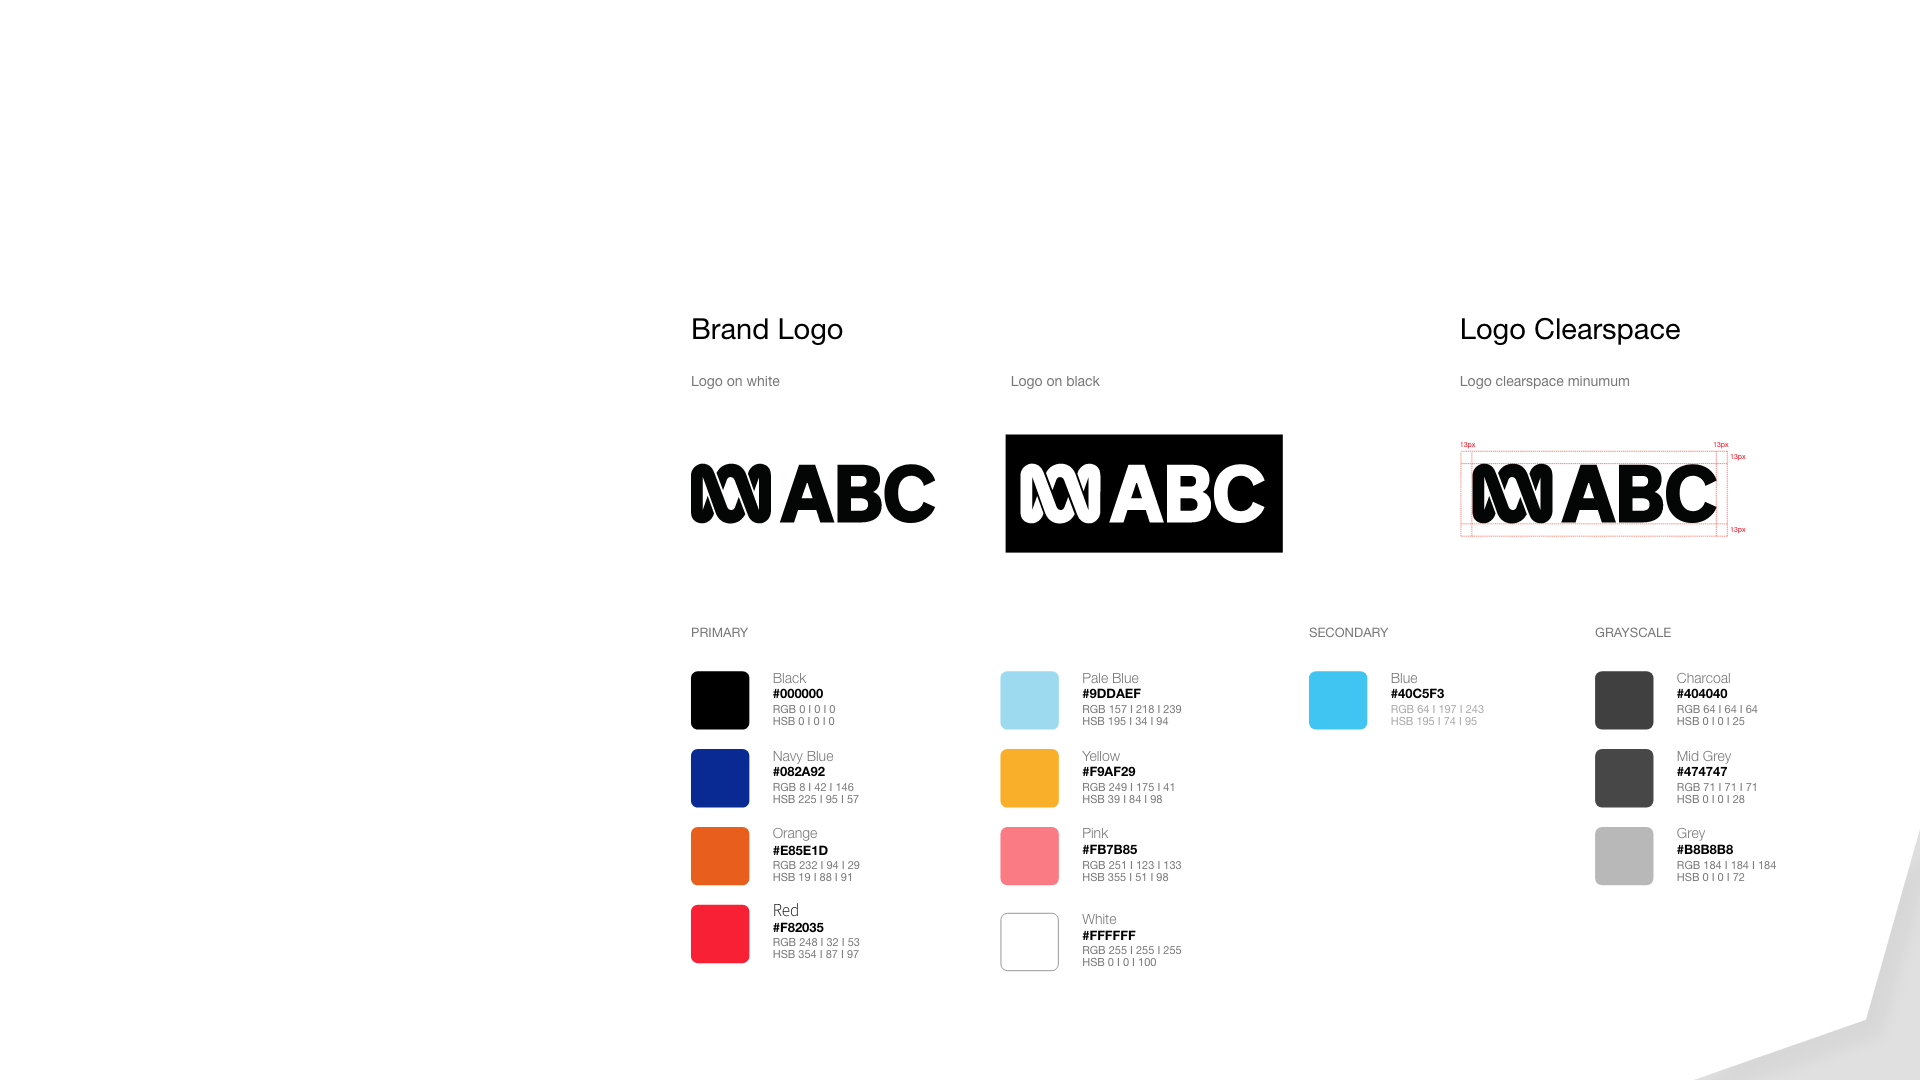 Brand Logo
Logo on white
Logo on black
ABC
ABC
Logo Clearspace
Logo clearspace minumum
13px
13px
13px
ABC
13px
PRIMARY
Black
#000000
RGB 0 I 0 I 0
HSB 0 I 0 I 0
Navy Blue
#082A92
RGB 8 I 42 I 146
HSB 225 I 95 I 57
Orange
#E85E1D
RGB 232 I 94 I 29
HSB 19 I 88 I 91
Red
#F82035
RGB 248 I 32 I 53
HSB 354 I 87 I 97
Pale Blue
#9DDAEF
RGB 157 I 218 I 239
HSB 195 I 34 I 94
Yellow
#F9AF29
RGB 249 I 175 I 41
HSB 39 I 84 I 98
Pink
#FB7B85
RGB 251 I 123 I 133
HSB 355 I 51 I 98
White
#FFFFFF
RGB 255 I 255 I 255
HSB 0 I 0 I 100
SECONDARY
Blue
#40C5F3
RGB 64 I 197 I 243
HSB 195 I 74 I 95
GRAYSCALE
Charcoal
#404040
RGB 64 I 64 I 64
HSB 0 I 0 I 25
Mid Grey
#474747
RGB 71 I 71 I 71
HSB 0 I 0 I 28
Grey
#B8B8B8
RGB 184 I 184 I 184
HSB 0 I 0 I 72